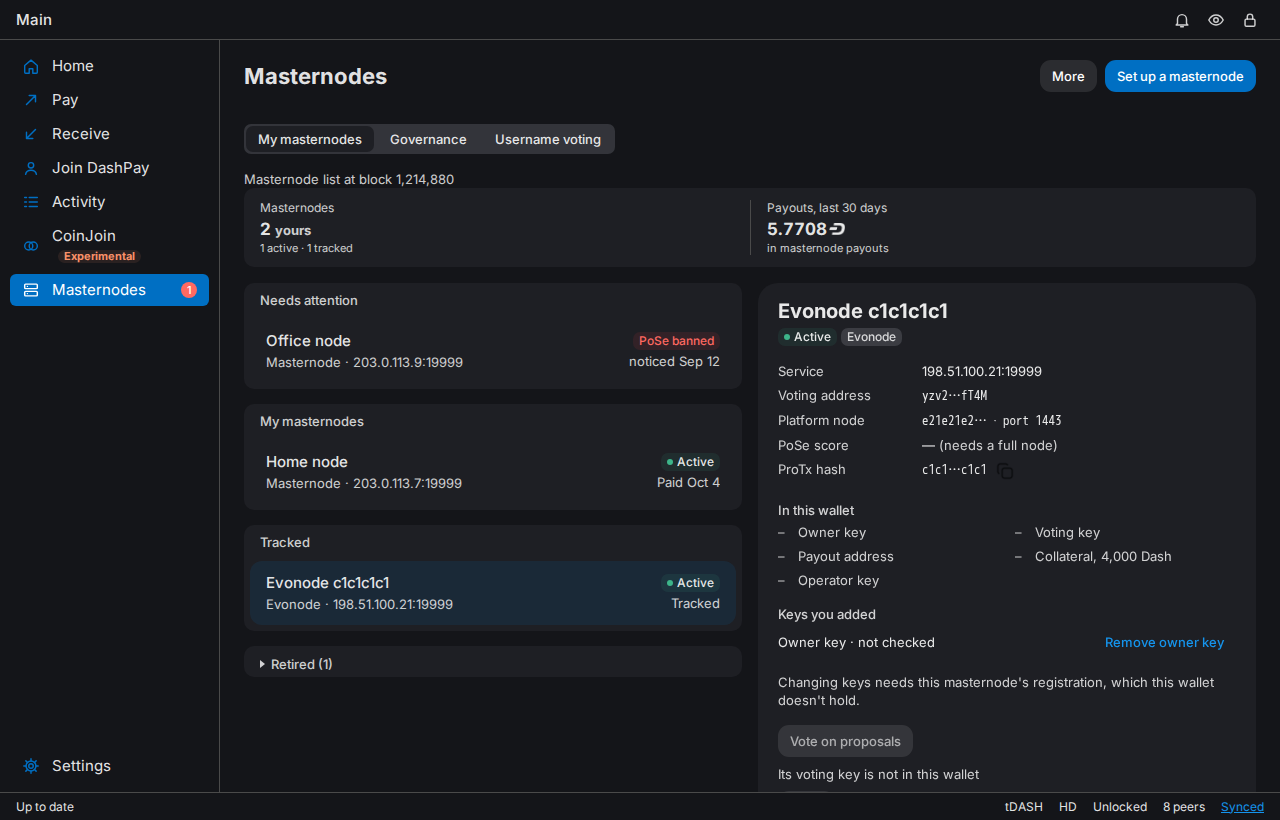 Main
Home
Pay
Receive
Join DashPay
Activity
CoinJoin
Experimental
Masternodes 1
Settings
Masternodes
More
Set up a masternode
My masternodes Governance Username voting
Masternode list at block 1,214,880
Masternodes
2 yours
1 active · 1 tracked
Payouts, last 30 days
5.7708
in masternode payouts
Needs attention
Office node PoSe banned
Masternode · 203.0.113.9:19999 noticed Sep 12
My masternodes
Home node Active
Masternode · 203.0.113.7:19999 Paid Oct 4
Tracked
Evonode c1c1c1c1 Active
Evonode · 198.51.100.21:19999 Tracked
Retired (1)
Evonode c1c1c1c1
Active Evonode
Service 198.51.100.21:19999
Voting address yzv2…fT4M
Platform node e21e21e2… · port 1443
PoSe score — (needs a full node)
ProTx hash c1c1…c1c1
In this wallet
– Owner key – Voting key
– Payout address – Collateral, 4,000 Dash
– Operator key
Keys you added
Owner key · not checked Remove owner key
Changing keys needs this masternode's registration, which this wallet
doesn't hold.
Vote on proposals
Its voting key is not in this wallet
Up to date tDASH HD Unlocked 8 peers Synced